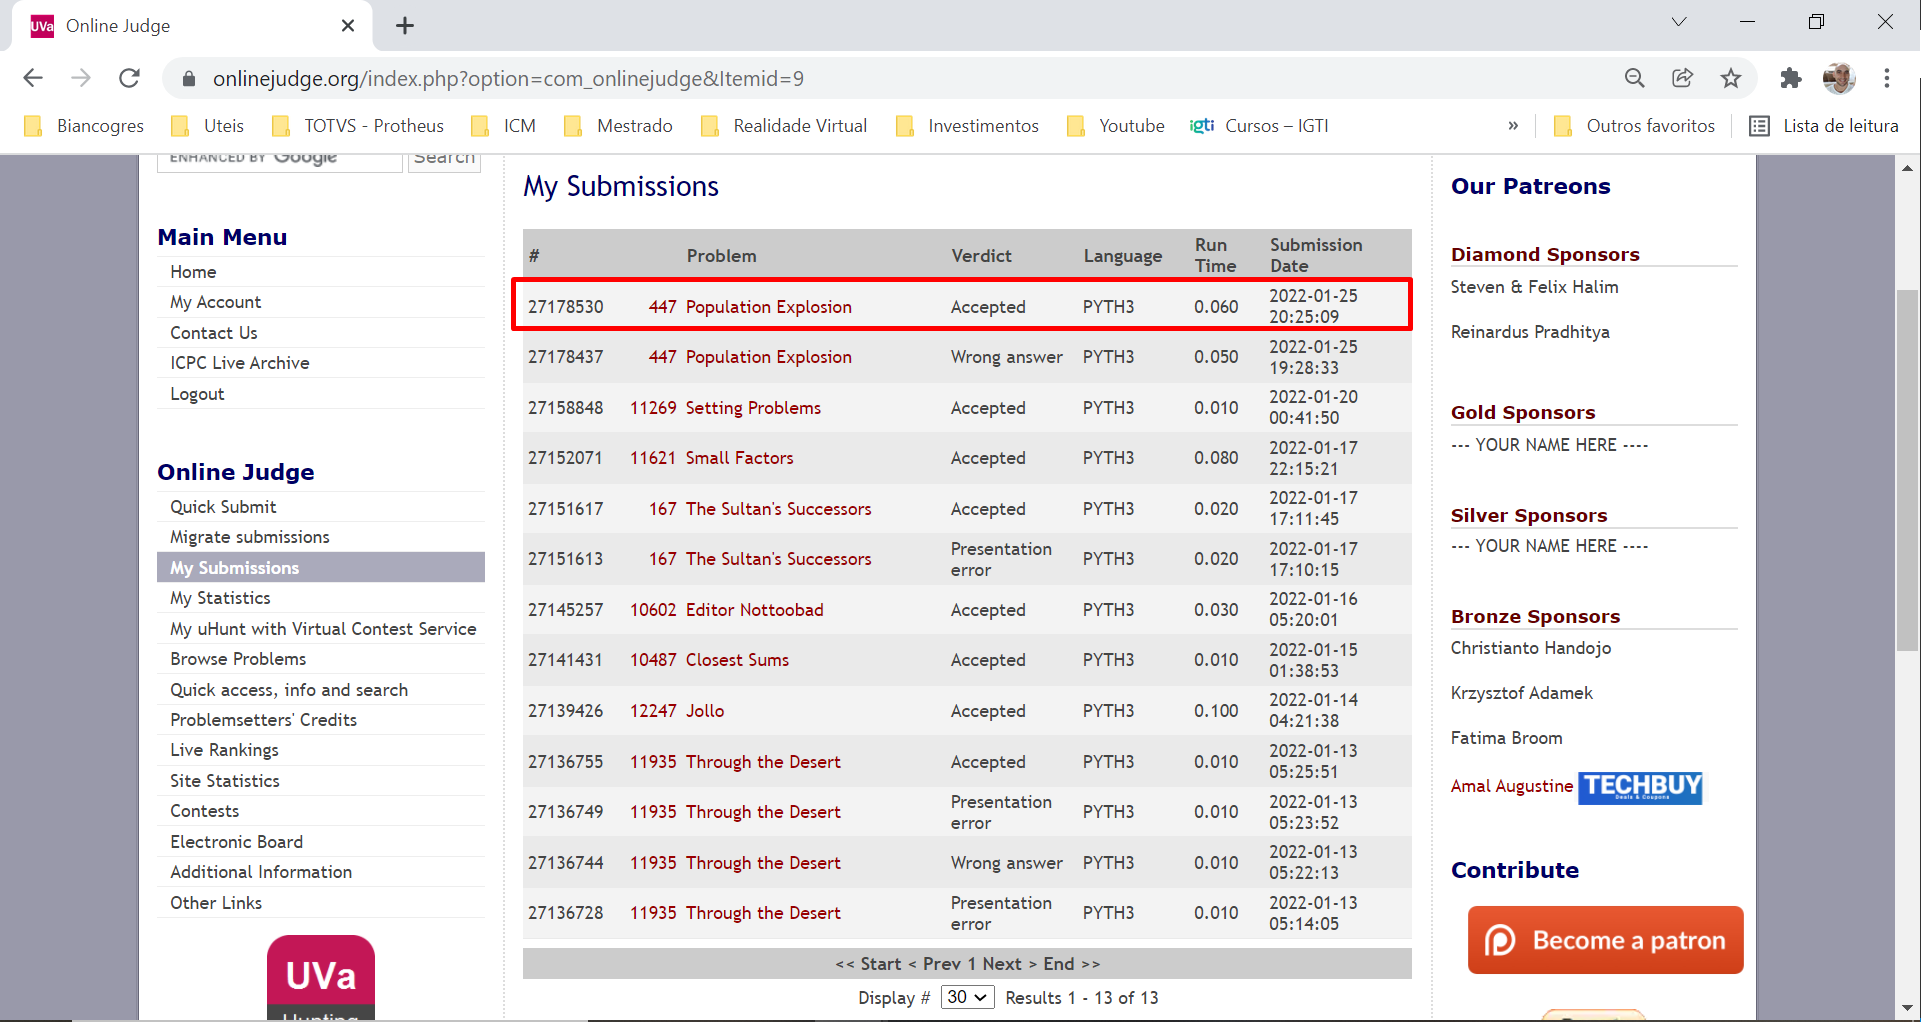 UVa Online Judge
onlinejudge.org/index.php?option=com_onlinejudge&Itemid=9
Biancogres Uteis TOTVS - Protheus ICM Mestrado Realidade Virtual Investimentos Youtube igti Cursos – IGTI » Outros favoritos Lista de leitura
ENHANCED BY Google Search
Main Menu
Home
My Account
Contact Us
ICPC Live Archive
Logout
Online Judge
Quick Submit
Migrate submissions
My Submissions
My Statistics
My uHunt with Virtual Contest Service
Browse Problems
Quick access, info and search
Problemsetters' Credits
Live Rankings
Site Statistics
Contests
Electronic Board
Additional Information
Other Links
UVa
Hunting
My Submissions
# Problem Verdict Language Run Time Submission Date
27178530 447 Population Explosion Accepted PYTH3 0.060 2022-01-25 20:25:09
27178437 447 Population Explosion Wrong answer PYTH3 0.050 2022-01-25 19:28:33
27158848 11269 Setting Problems Accepted PYTH3 0.010 2022-01-20 00:41:50
27152071 11621 Small Factors Accepted PYTH3 0.080 2022-01-17 22:15:21
27151617 167 The Sultan's Successors Accepted PYTH3 0.020 2022-01-17 17:11:45
27151613 167 The Sultan's Successors Presentation error PYTH3 0.020 2022-01-17 17:10:15
27145257 10602 Editor Nottoobad Accepted PYTH3 0.030 2022-01-16 05:20:01
27141431 10487 Closest Sums Accepted PYTH3 0.010 2022-01-15 01:38:53
27139426 12247 Jollo Accepted PYTH3 0.100 2022-01-14 04:21:38
27136755 11935 Through the Desert Accepted PYTH3 0.010 2022-01-13 05:25:51
27136749 11935 Through the Desert Presentation error PYTH3 0.010 2022-01-13 05:23:52
27136744 11935 Through the Desert Wrong answer PYTH3 0.010 2022-01-13 05:22:13
27136728 11935 Through the Desert Presentation error PYTH3 0.010 2022-01-13 05:14:05
<< Start < Prev 1 Next > End >>
Display # 30 Results 1 - 13 of 13
Our Patreons
Diamond Sponsors
Steven & Felix Halim
Reinardus Pradhitya
Gold Sponsors
--- YOUR NAME HERE ----
Silver Sponsors
--- YOUR NAME HERE ----
Bronze Sponsors
Christianto Handojo
Krzysztof Adamek
Fatima Broom
Amal Augustine TECHBUY
Deals & Coupons
Contribute
Become a patron